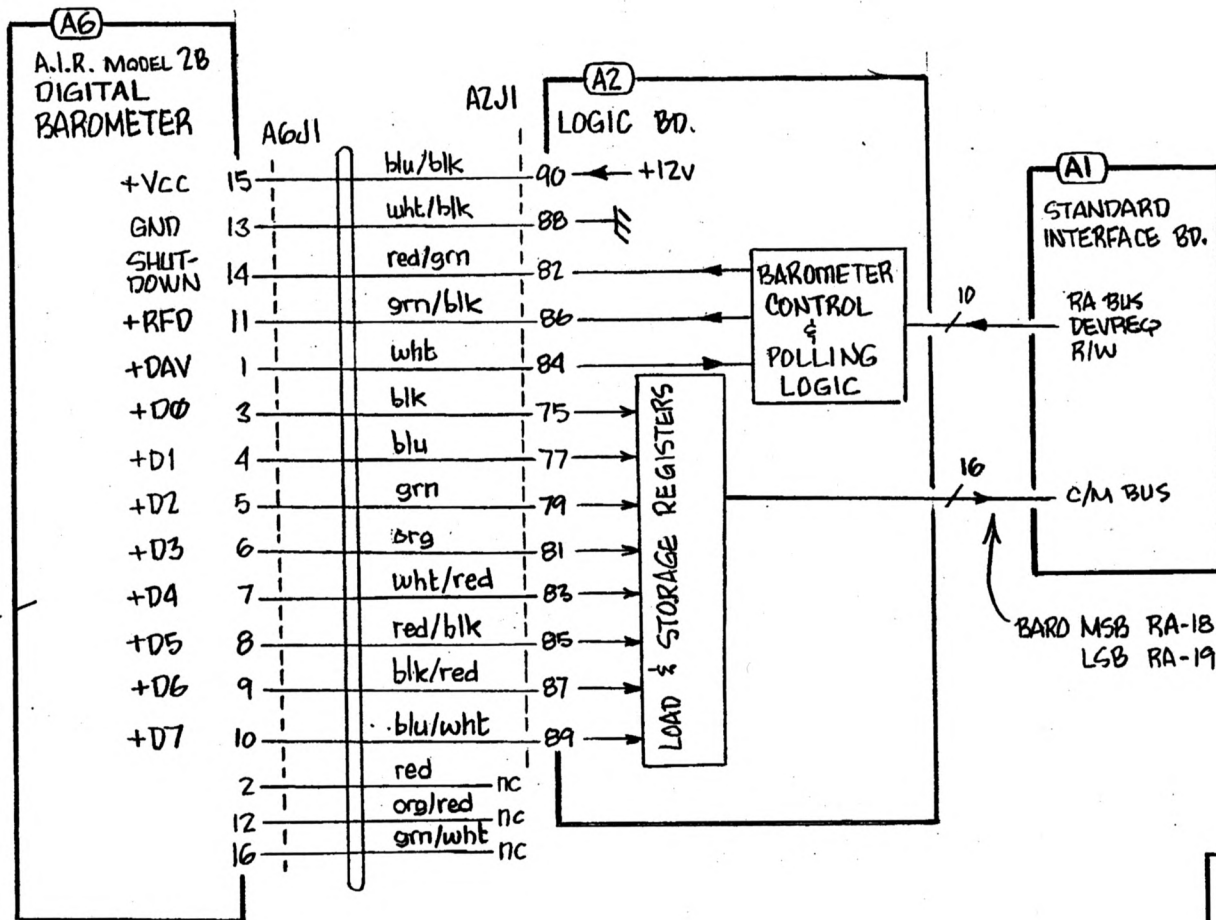 A6
A.I.R. MODEL 2B
DIGITAL
BAROMETER
A6J1
A2J1
A2
LOGIC BD.
+VCC 15 blu/blk 90 +12V
GND 13 wht/blk 88
SHUT-
DOWN 14 red/grn 82
+RFD 11 grn/blk 86
+DAV 1 wht 84
+DØ 3 blk 75
+D1 4 blu 77
+D2 5 grn 79
+D3 6 org 81
+D4 7 wht/red 83
+D5 8 red/blk 85
+D6 9 blk/red 87
+D7 10 blu/wht 89
2 red nc
12 org/red nc
16 grn/wht nc
BAROMETER
CONTROL
&
POLLING
LOGIC
LOAD & STORAGE REGISTERS
10
16
A1
STANDARD
INTERFACE BD.
RA BUS
DEVREQ
R/W
C/M BUS
BARO MSB RA-18
LSB RA-19